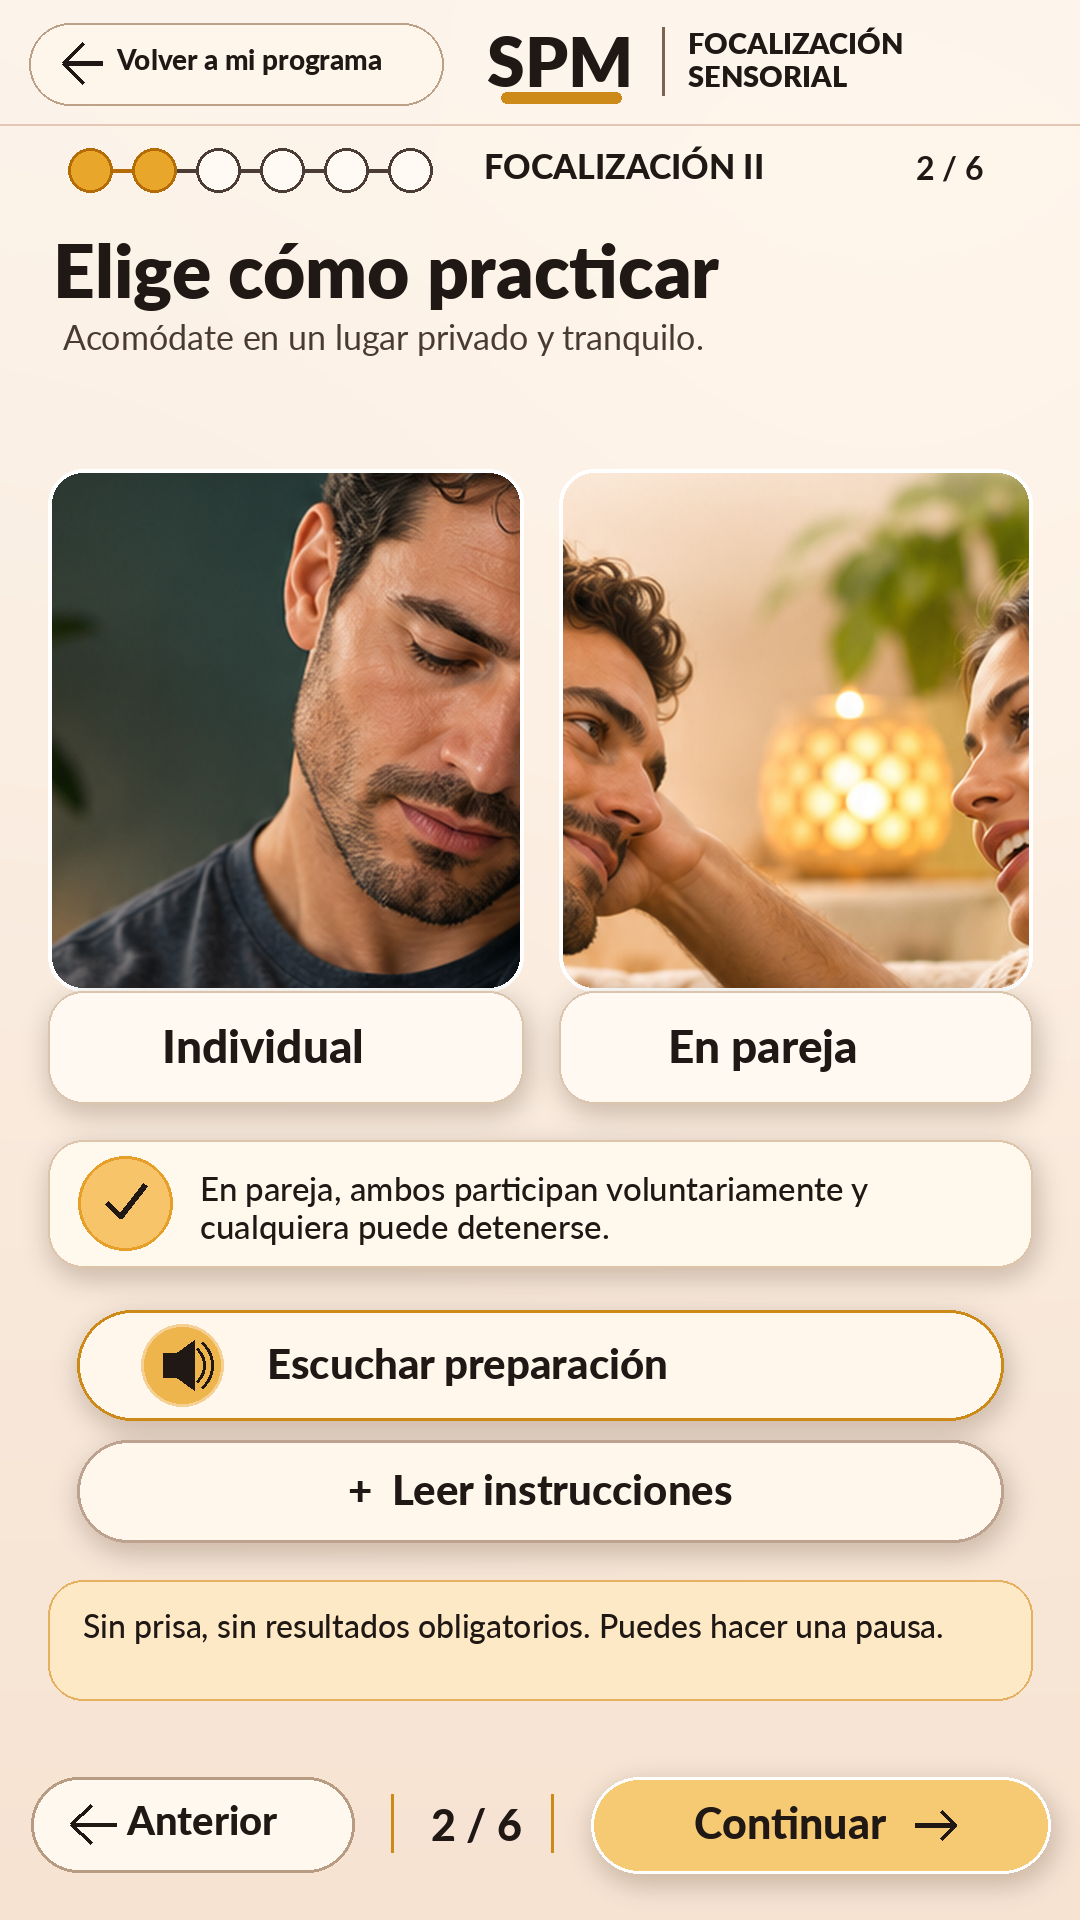 Volver a mi programa
SPM
FOCALIZACIÓN
SENSORIAL
FOCALIZACIÓN II
2 / 6
Elige cómo practicar
Acomódate en un lugar privado y tranquilo.
Individual
En pareja
En pareja, ambos participan voluntariamente y
cualquiera puede detenerse.
Escuchar preparación
+ Leer instrucciones
Sin prisa, sin resultados obligatorios. Puedes hacer una pausa.
Anterior
2 / 6
Continuar